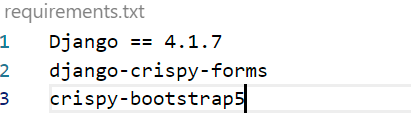 requirements.txt
1 Django == 4.1.7
2 django-crispy-forms
3 crispy-bootstrap5